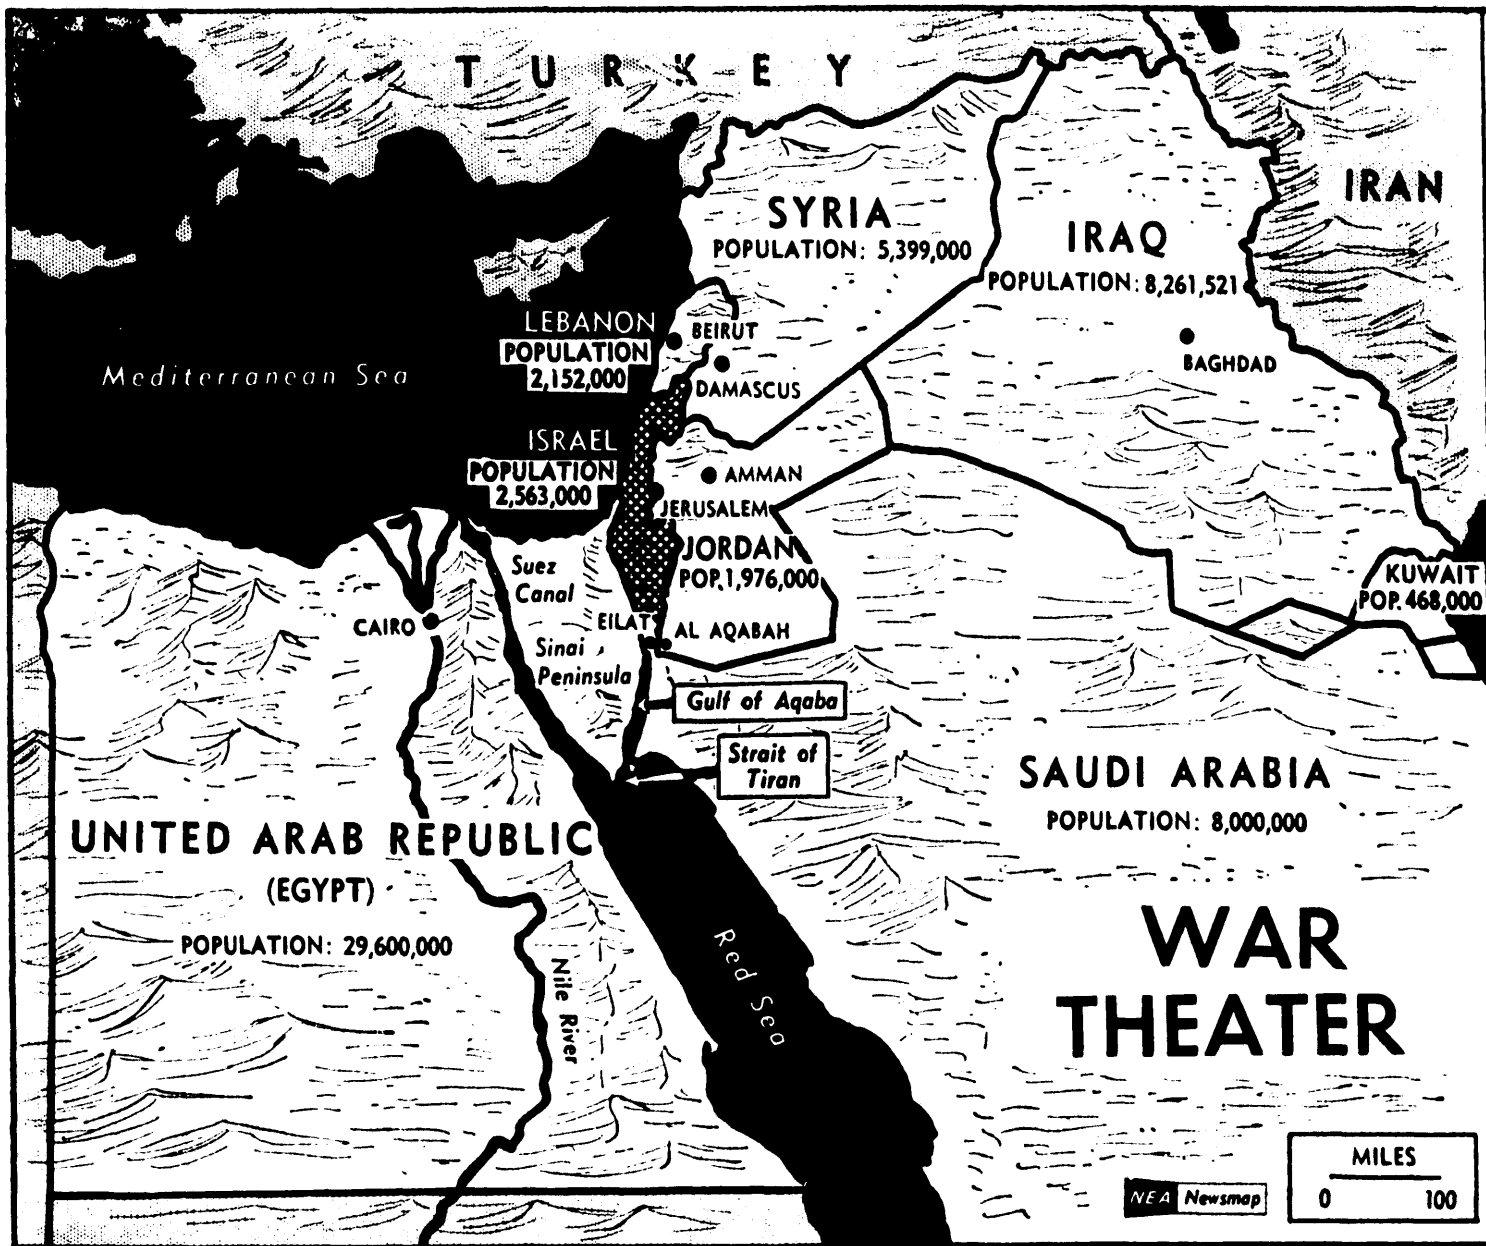 TURKEY
SYRIA
POPULATION: 5,399,000
IRAN
IRAQ
POPULATION: 8,261,521
LEBANON
POPULATION
2,152,000
BEIRUT
BAGHDAD
Mediterranean Sea
DAMASCUS
ISRAEL
POPULATION
2,563,000
AMMAN
JERUSALEM
JORDAN
POP. 1,976,000
Suez
Canal
KUWAIT
POP. 468,000
CAIRO
EILAT
AL AQABAH
Sinai
Peninsula
Gulf of Aqaba
Strait of
Tiran
SAUDI ARABIA
POPULATION: 8,000,000
UNITED ARAB REPUBLIC
(EGYPT)
POPULATION: 29,600,000
Red Sea
Nile River
WAR
THEATER
MILES
0 100
NEA Newsmap